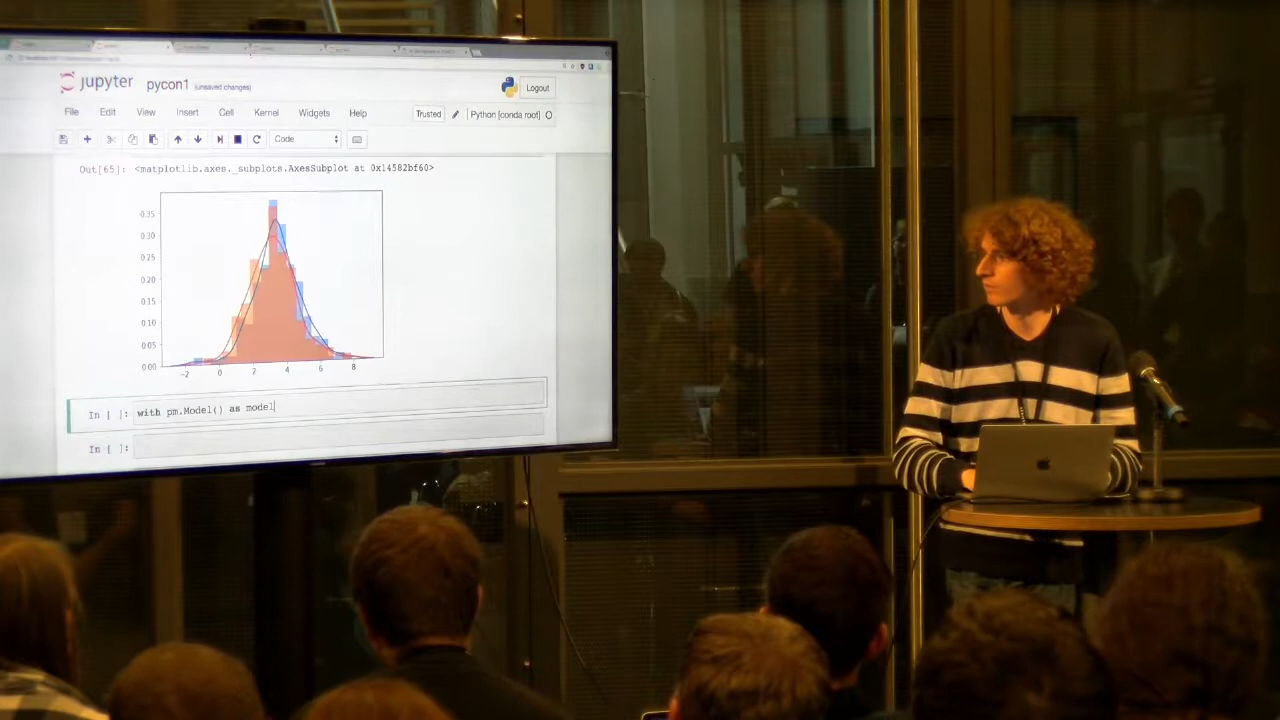 jupyter pycon1 (unsaved changes) Logout
File Edit View Insert Cell Kernel Widgets Help Trusted Python [conda root]
Code
Out[65]: <matplotlib.axes._subplots.AxesSubplot at 0x14582bf60>
0.35
0.30
0.25
0.20
0.15
0.10
0.05
0.00
−2 0 2 4 6 8
In [ ]: with pm.Model() as model
In [ ]: